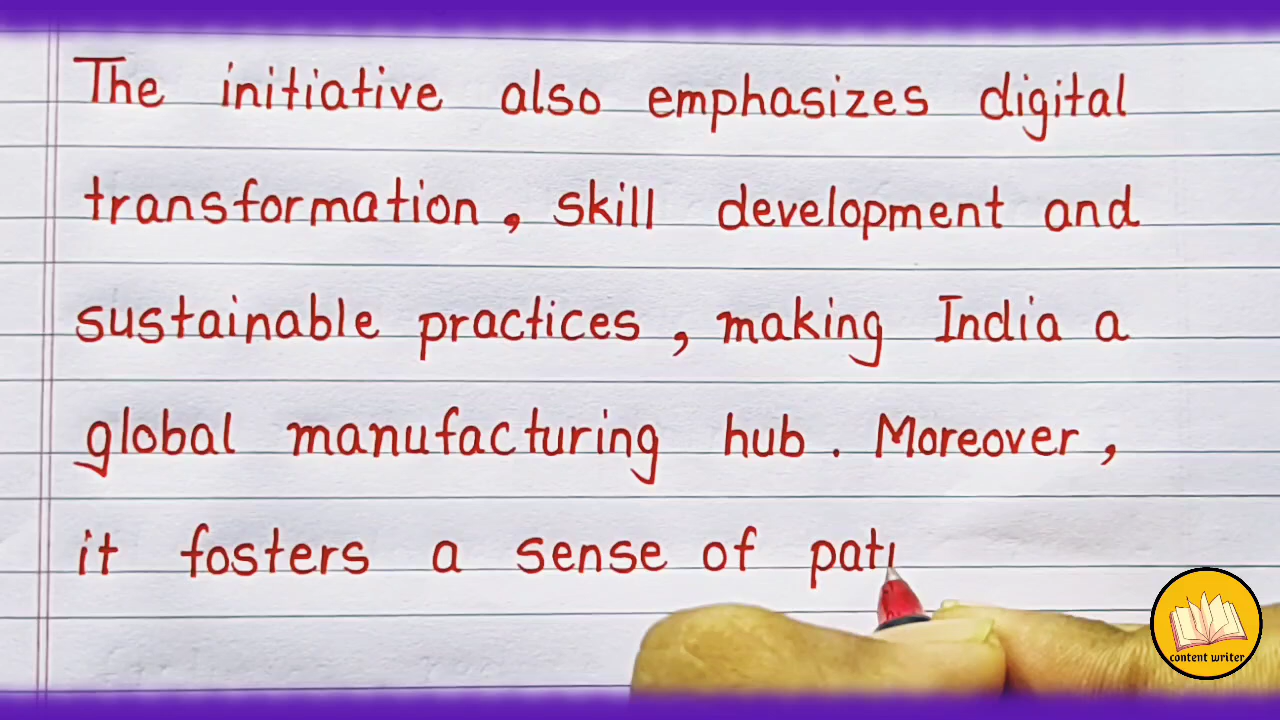 The initiative also emphasizes digital
transformation, skill development and
sustainable practices, making India a
global manufacturing hub. Moreover,
it fosters a sense of
content writer